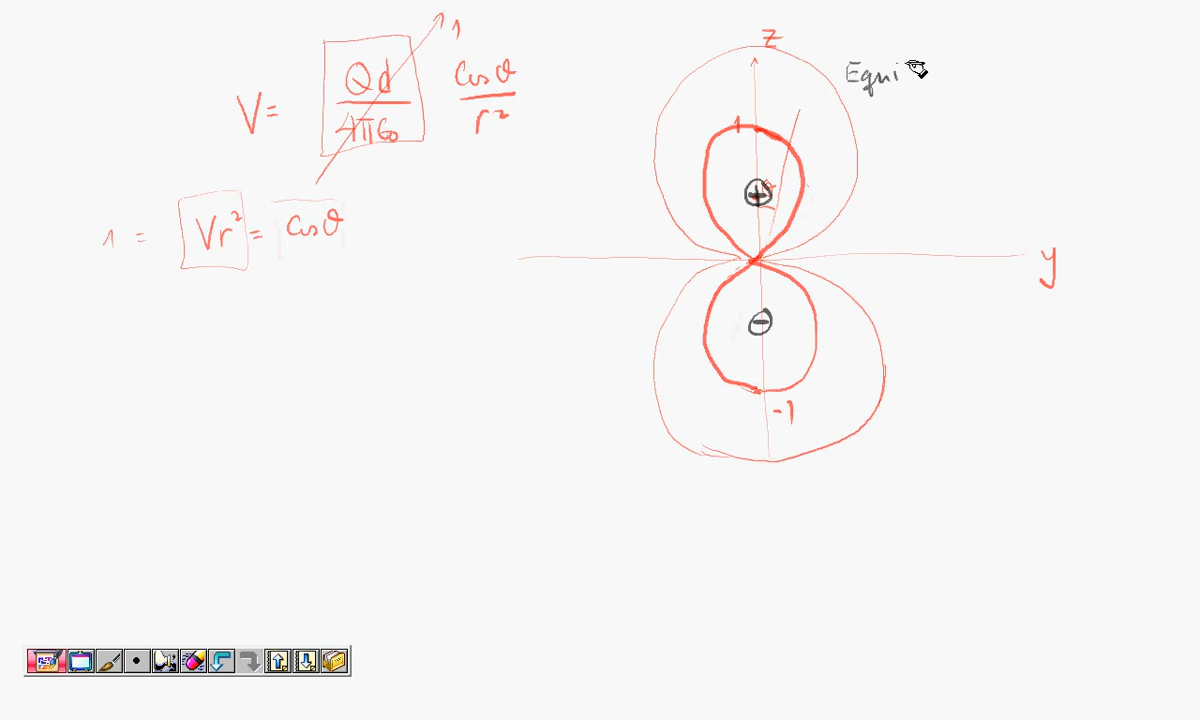 V = Qd / 4πϵ₀ cosθ / r²
1
1 = Vr² = cosθ
z
Equi
1
+
y
−
-1